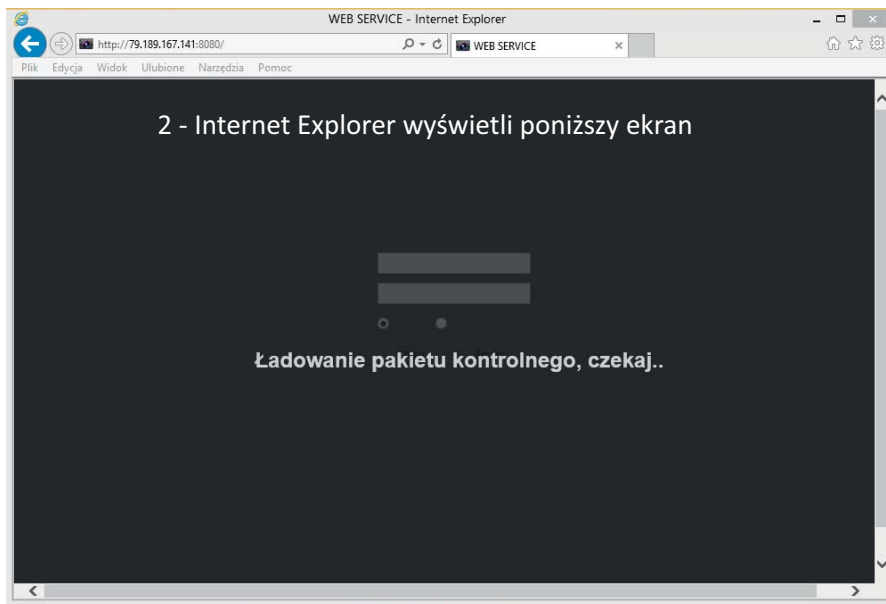 WEB SERVICE - Internet Explorer
http://79.189.167.141:8080/
WEB SERVICE
Plik Edycja Widok Ulubione Narzędzia Pomoc
2 - Internet Explorer wyświetli poniższy ekran
Ładowanie pakietu kontrolnego, czekaj..